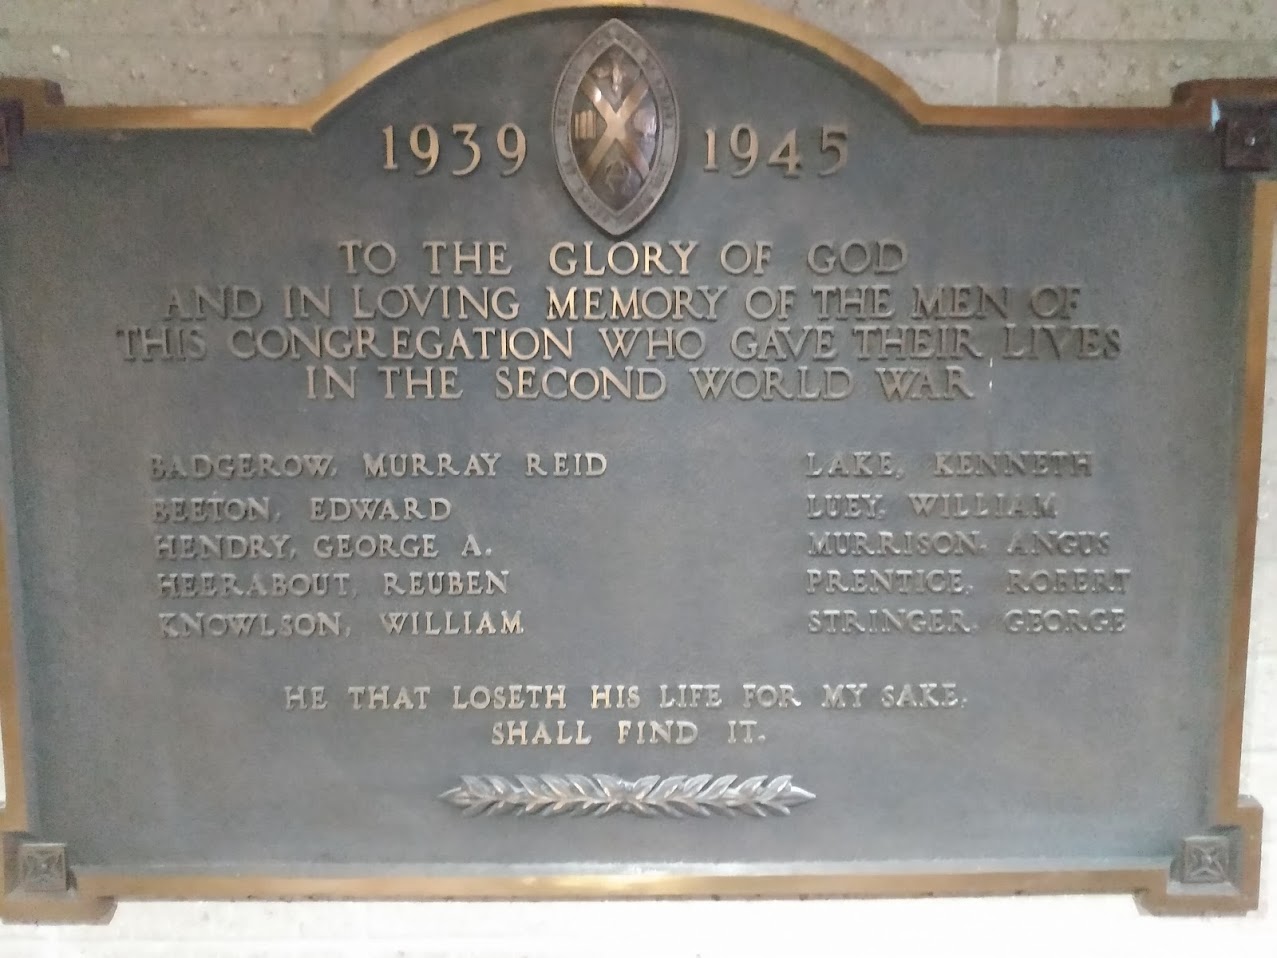 1939 1945
TO THE GLORY OF GOD
AND IN LOVING MEMORY OF THE MEN OF
THIS CONGREGATION WHO GAVE THEIR LIVES
IN THE SECOND WORLD WAR
BADGEROW, MURRAY REID
BEETON, EDWARD
HENDRY, GEORGE A.
HEERABOUT, REUBEN
KNOWLSON, WILLIAM
LAKE, KENNETH
LUEY, WILLIAM
MURRISON, ANGUS
PRENTICE, ROBERT
STRINGER, GEORGE
HE THAT LOSETH HIS LIFE FOR MY SAKE,
SHALL FIND IT.